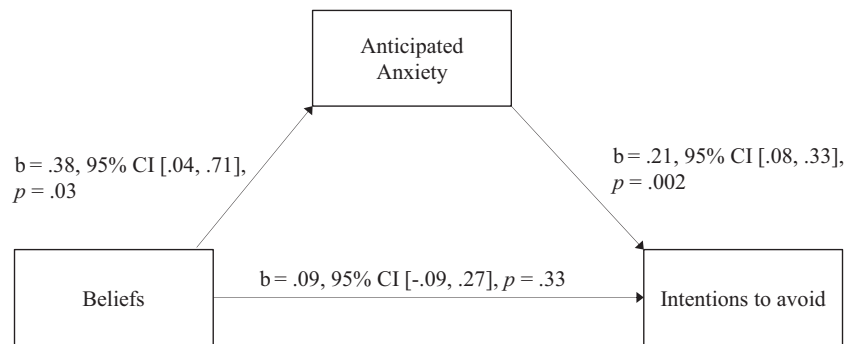 Anticipated
Anxiety
b = .38, 95% CI [.04, .71],
p = .03
b = .21, 95% CI [.08, .33],
p = .002
Beliefs
b = .09, 95% CI [-.09, .27], p = .33
Intentions to avoid